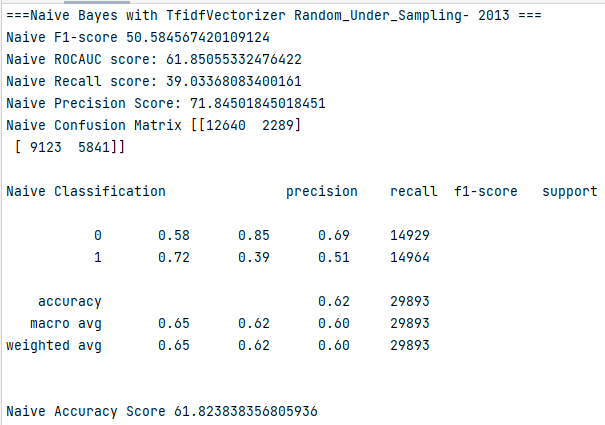 ===Naive Bayes with TfidfVectorizer Random_Under_Sampling- 2013 ===
Naive F1-score 50.584567420109124
Naive ROCAUC score: 61.85055332476422
Naive Recall score: 39.03368083400161
Naive Precision Score: 71.84501845018451
Naive Confusion Matrix [[12640  2289]
 [ 9123  5841]]
Naive Classification               precision    recall  f1-score   support
           0       0.58      0.85      0.69     14929
           1       0.72      0.39      0.51     14964
    accuracy                           0.62     29893
   macro avg       0.65      0.62      0.60     29893
weighted avg       0.65      0.62      0.60     29893
Naive Accuracy Score 61.823838356805936